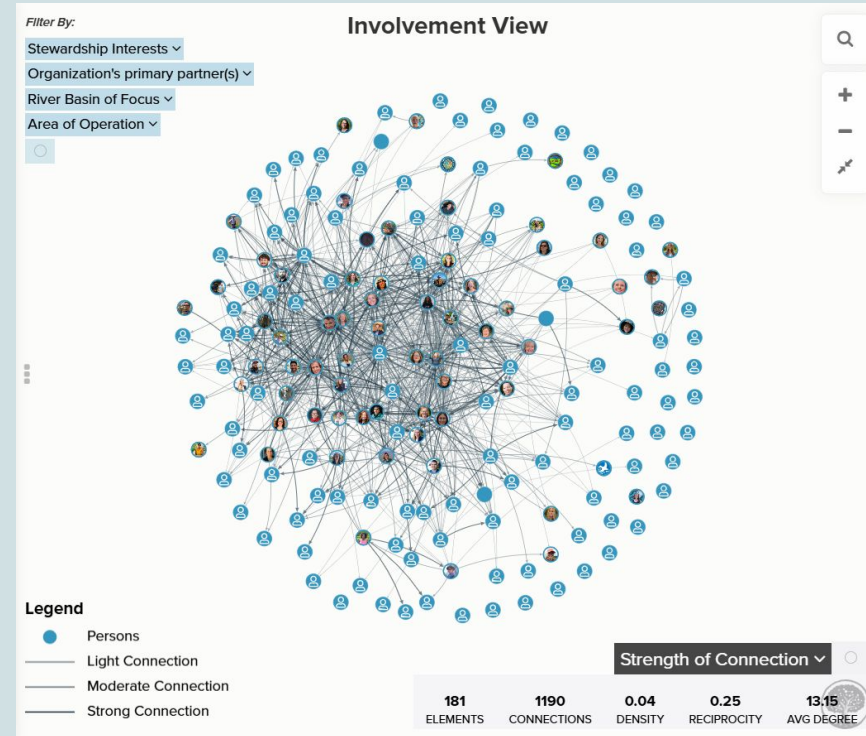 Filter By:
Involvement View
Stewardship Interests
Organization's primary partner(s)
River Basin of Focus
Area of Operation
Legend
Persons
Light Connection
Moderate Connection
Strong Connection
Strength of Connection
181 1190 0.04 0.25 13.15
ELEMENTS CONNECTIONS DENSITY RECIPROCITY AVG DEGREE